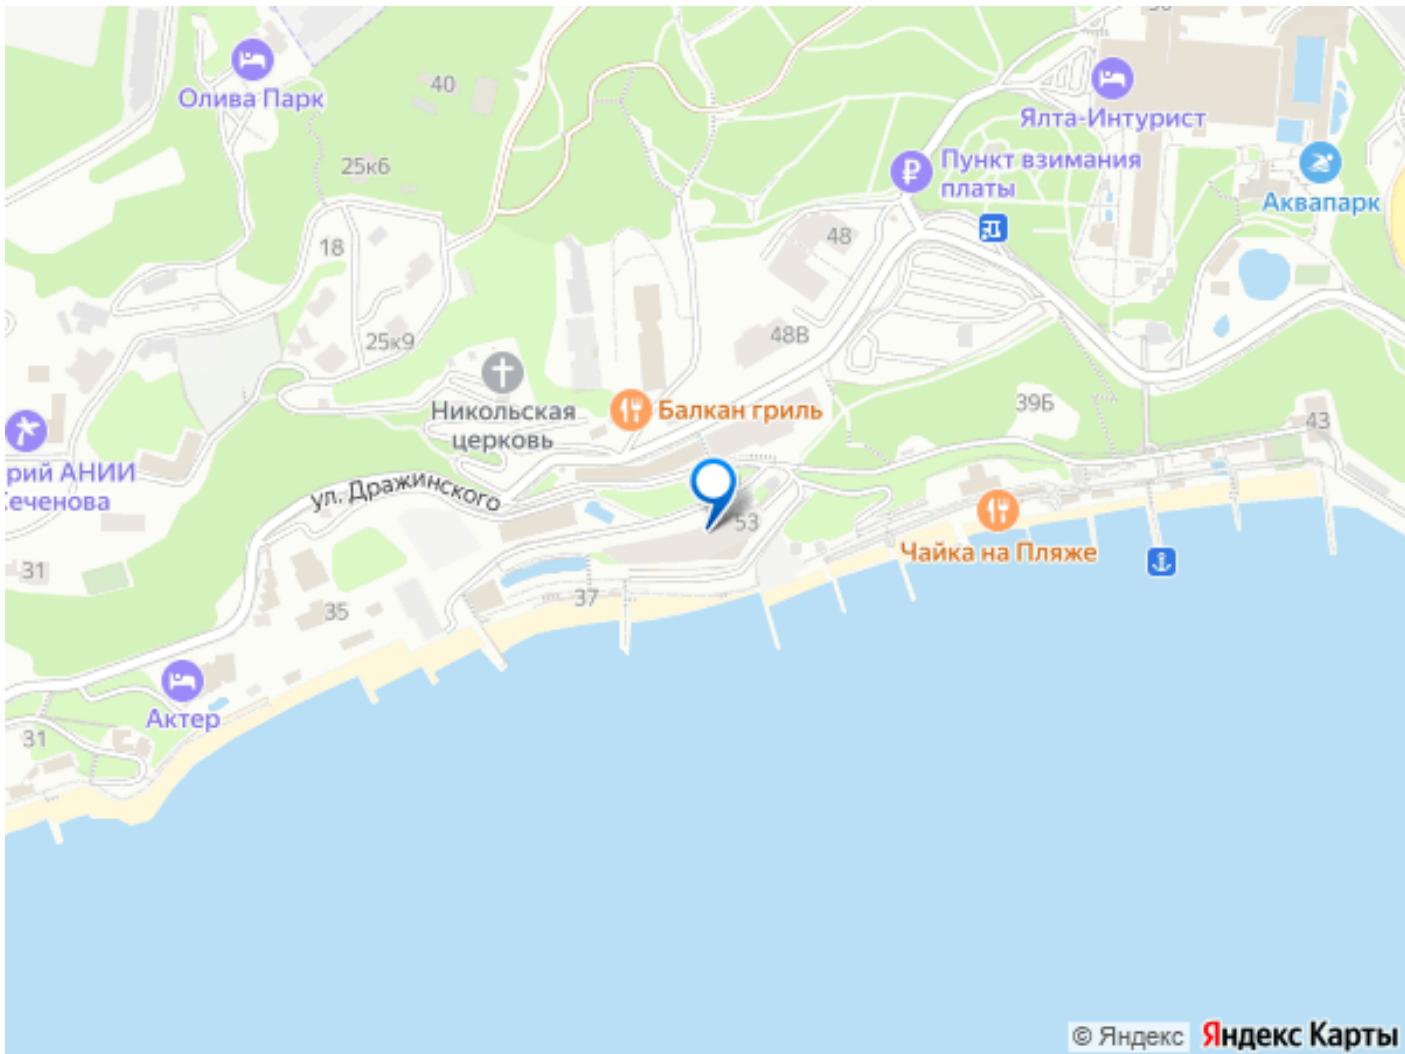 40
Олива Парк
25к6
Ялта-Интурист
Пункт взимания
платы
Аквапарк
18
48
48В
25к9
Никольская
церковь
Балкан гриль
39Б
43
рий АНИИ
Сеченова
ул. Дражинского
53
Чайка на Пляже
31
37
35
Актер
31
© Яндекс
Яндекс Карты